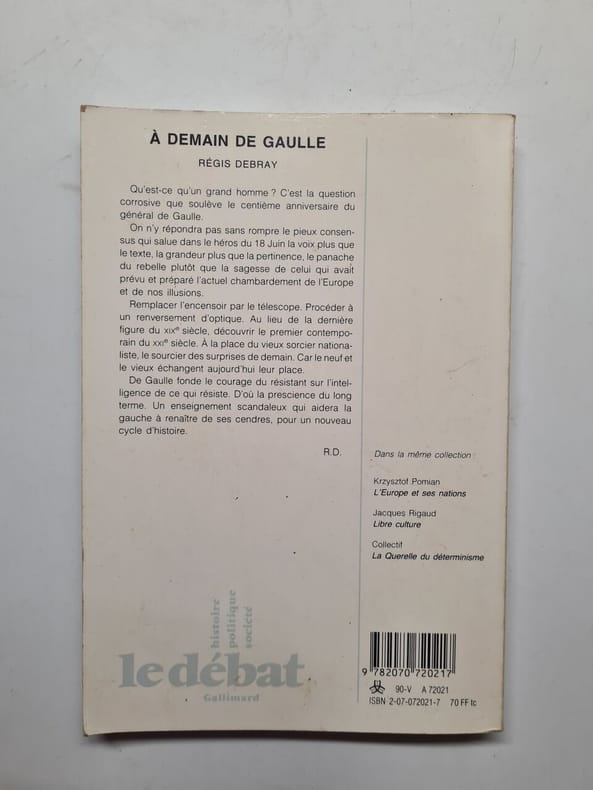 À DEMAIN DE GAULLE
RÉGIS DEBRAY
Qu'est-ce qu'un grand homme ? C'est la question
corrosive que soulève le centième anniversaire du
général de Gaulle.
On n'y répondra pas sans rompre le pieux consen-
sus qui salue dans le héros du 18 Juin la voix plus que
le texte, la grandeur plus que la pertinence, le panache
du rebelle plutôt que la sagesse de celui qui avait
prévu et préparé l'actuel chambardement de l'Europe
et de nos illusions.
Remplacer l'encensoir par le télescope. Procéder à
un renversement d'optique. Au lieu de la dernière
figure du XIXe siècle, découvrir le premier contempo-
rain du XXIe siècle. À la place du vieux sorcier nationa-
liste, le sourcier des surprises de demain. Car le neuf et
le vieux échangent aujourd'hui leur place.
De Gaulle fonde le courage du résistant sur l'intel-
ligence de ce qui résiste. D'où la prescience du long
terme. Un enseignement scandaleux qui aidera la
gauche à renaître de ses cendres, pour un nouveau
cycle d'histoire.
R.D.
Dans la même collection :
Krzysztof Pomian
L'Europe et ses nations
Jacques Rigaud
Libre culture
Collectif
La Querelle du déterminisme
histoire
politique
société
le débat
Gallimard
9 782070 720217
90-V A 72021
ISBN 2-07-072021-7 70 FF tc